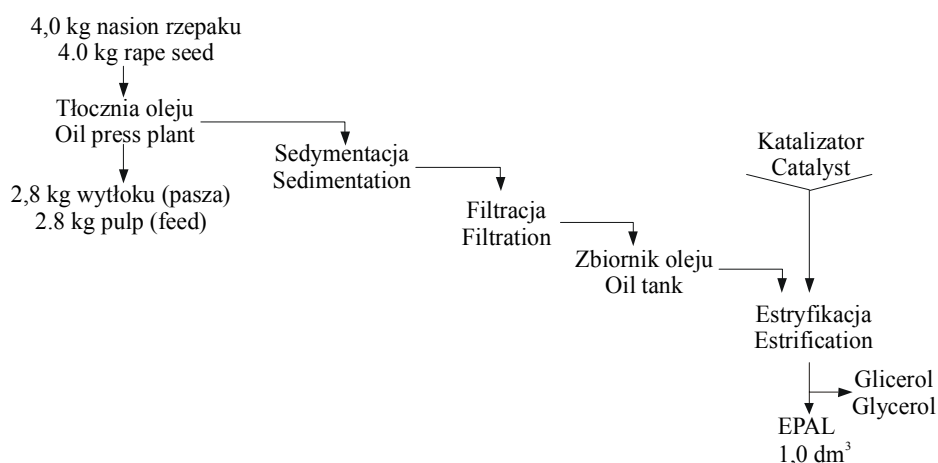 4,0 kg nasion rzepaku
4.0 kg rape seed
Tłocznia oleju
Oil press plant
2,8 kg wytłoku (pasza)
2.8 kg pulp (feed)
Sedymentacja
Sedimentation
Filtracja
Filtration
Zbiornik oleju
Oil tank
Katalizator
Catalyst
Estryfikacja
Estrification
Glicerol
Glycerol
EPAL
1,0 dm³